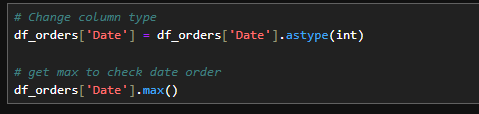 # Change column type
df_orders['Date'] = df_orders['Date'].astype(int)
# get max to check date order
df_orders['Date'].max()